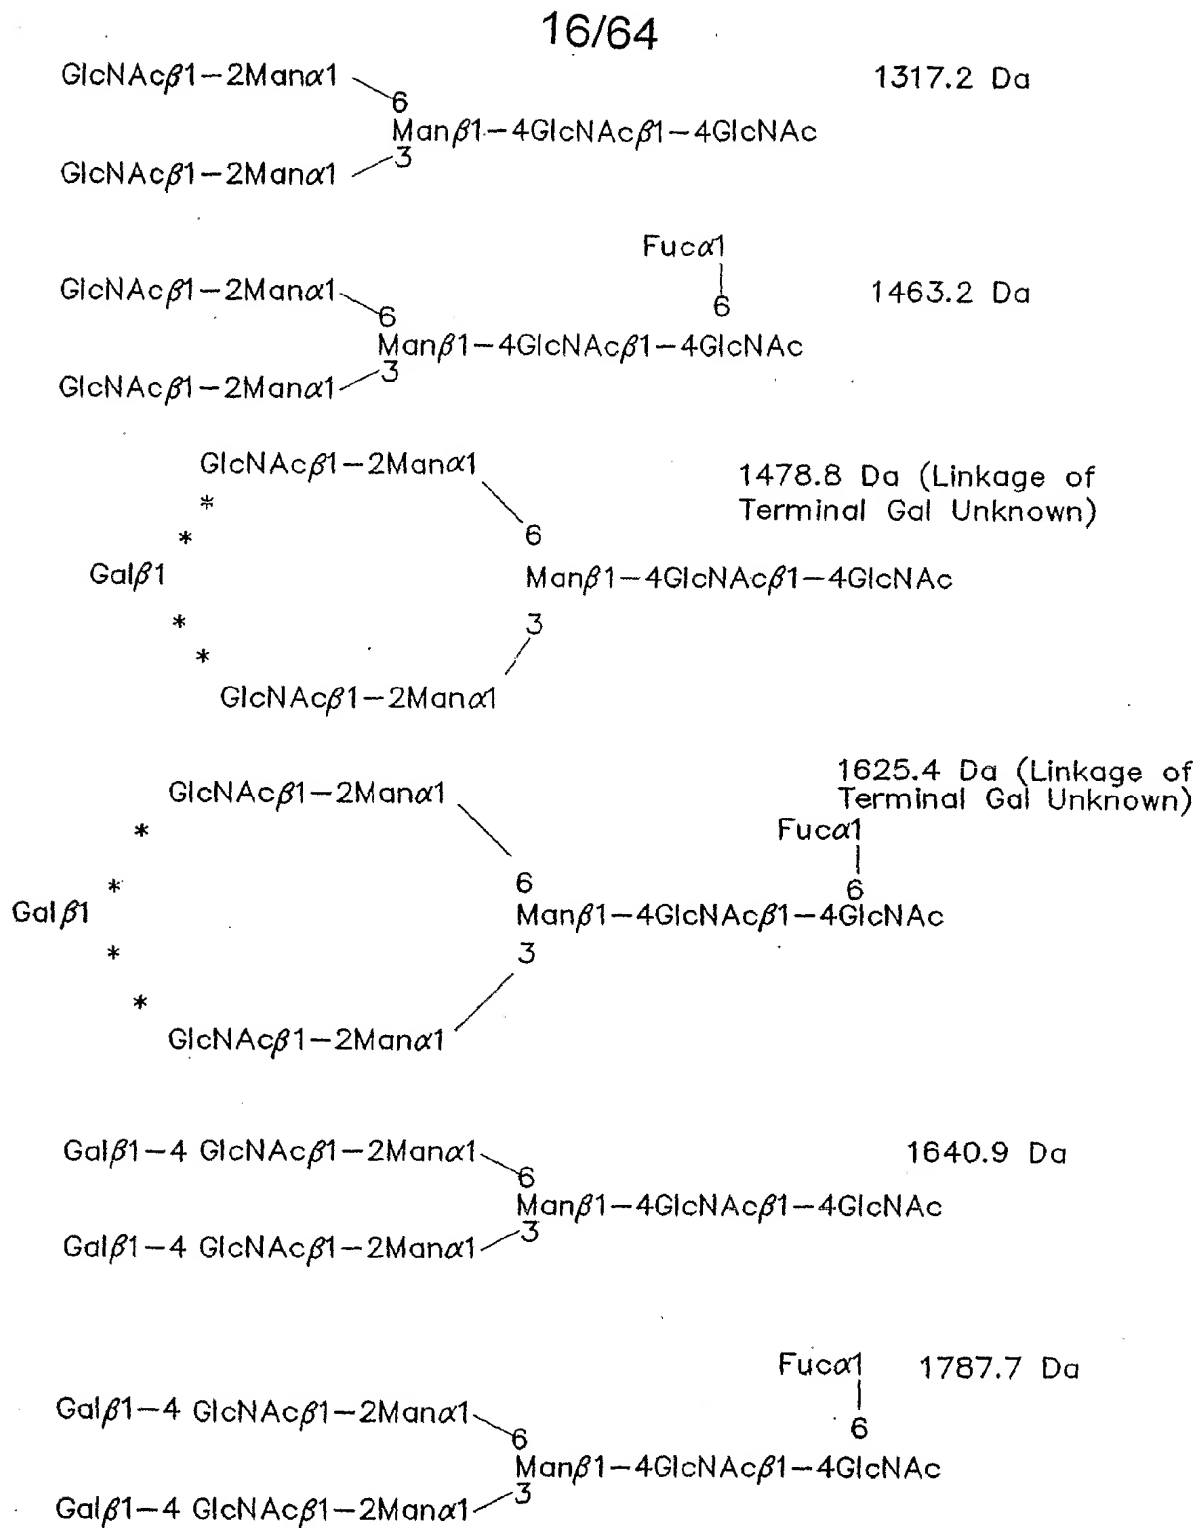 16/64
GlcNAcβ1-2Manα1 1317.2 Da
6
Manβ1-4GlcNAcβ1-4GlcNAc
3
GlcNAcβ1-2Manα1
Fucα1
GlcNAcβ1-2Manα1 1463.2 Da
6 6
Manβ1-4GlcNAcβ1-4GlcNAc
3
GlcNAcβ1-2Manα1
GlcNAcβ1-2Manα1 1478.8 Da (Linkage of
* Terminal Gal Unknown)
* 6
Galβ1 Manβ1-4GlcNAcβ1-4GlcNAc
* 3
*
GlcNAcβ1-2Manα1
1625.4 Da (Linkage of
GlcNAcβ1-2Manα1 Terminal Gal Unknown)
* Fucα1
* 6 6
Galβ1 Manβ1-4GlcNAcβ1-4GlcNAc
* 3
*
GlcNAcβ1-2Manα1
Galβ1-4 GlcNAcβ1-2Manα1 1640.9 Da
6
Manβ1-4GlcNAcβ1-4GlcNAc
3
Galβ1-4 GlcNAcβ1-2Manα1
Fucα1 1787.7 Da
Galβ1-4 GlcNAcβ1-2Manα1
6 6
Manβ1-4GlcNAcβ1-4GlcNAc
3
Galβ1-4 GlcNAcβ1-2Manα1